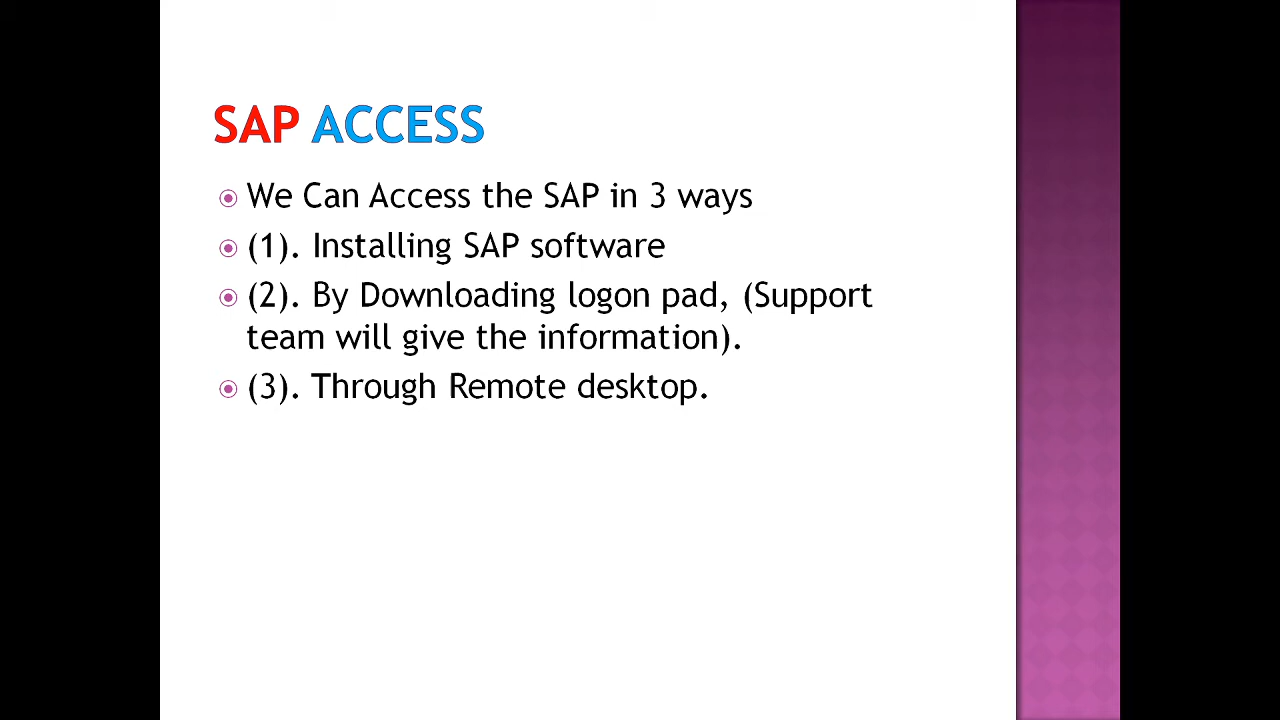 SAP ACCESS
We Can Access the SAP in 3 ways
(1). Installing SAP software
(2). By Downloading logon pad, (Support
team will give the information).
(3). Through Remote desktop.